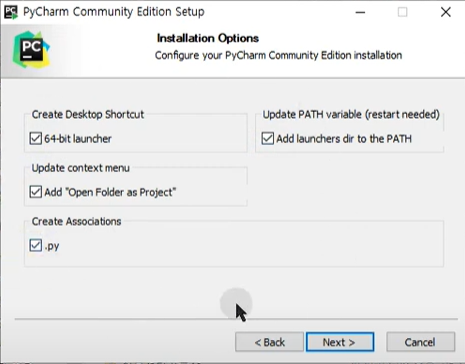 PyCharm Community Edition Setup
PC
Installation Options
Configure your PyCharm Community Edition installation
Create Desktop Shortcut
64-bit launcher
Update PATH variable (restart needed)
Add launchers dir to the PATH
Update context menu
Add "Open Folder as Project"
Create Associations
.py
< Back
Next >
Cancel